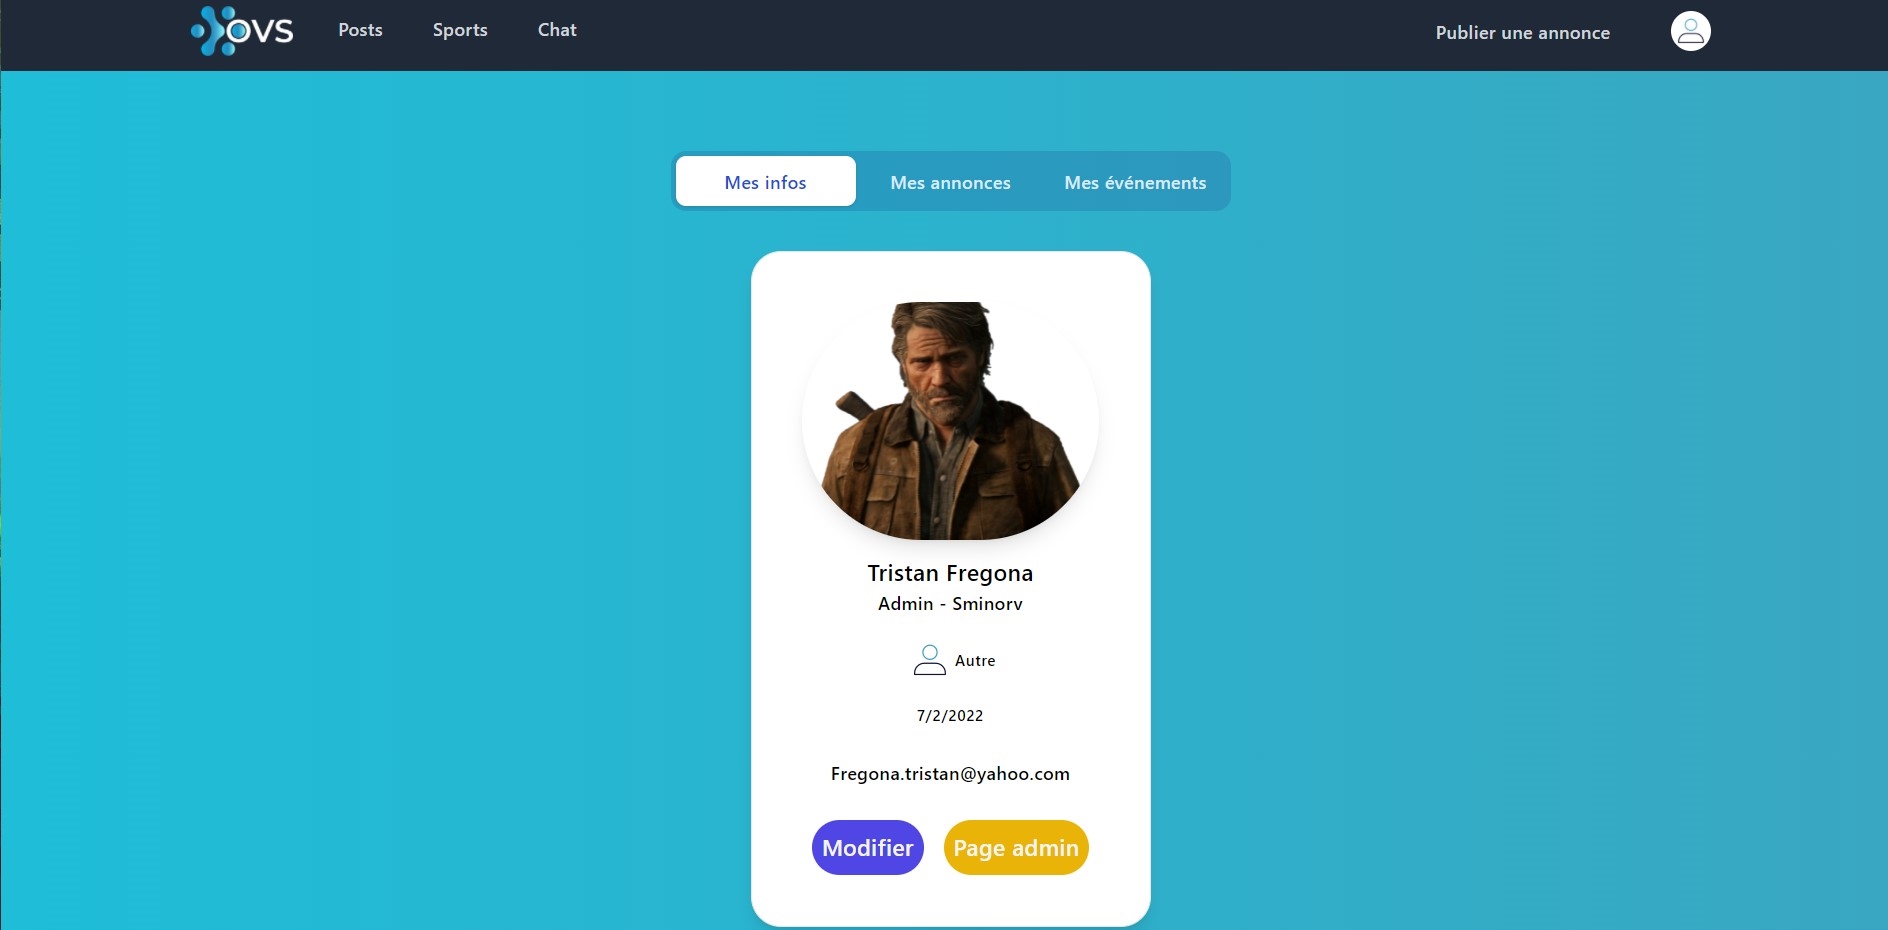 OVS
Posts
Sports
Chat
Publier une annonce
Mes infos
Mes annonces
Mes événements
Tristan Fregona
Admin - Sminorv
Autre
7/2/2022
Fregona.tristan@yahoo.com
Modifier
Page admin